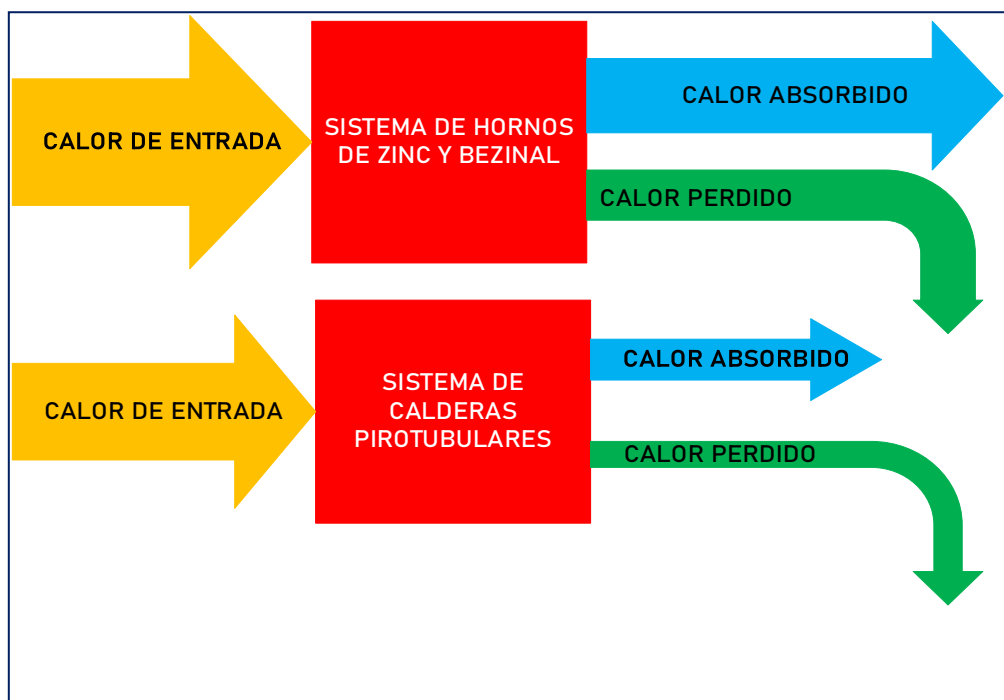 CALOR DE ENTRADA
SISTEMA DE HORNOS
DE ZINC Y BEZINAL
CALOR ABSORBIDO
CALOR PERDIDO
CALOR DE ENTRADA
SISTEMA DE
CALDERAS
PIROTUBULARES
CALOR ABSORBIDO
CALOR PERDIDO